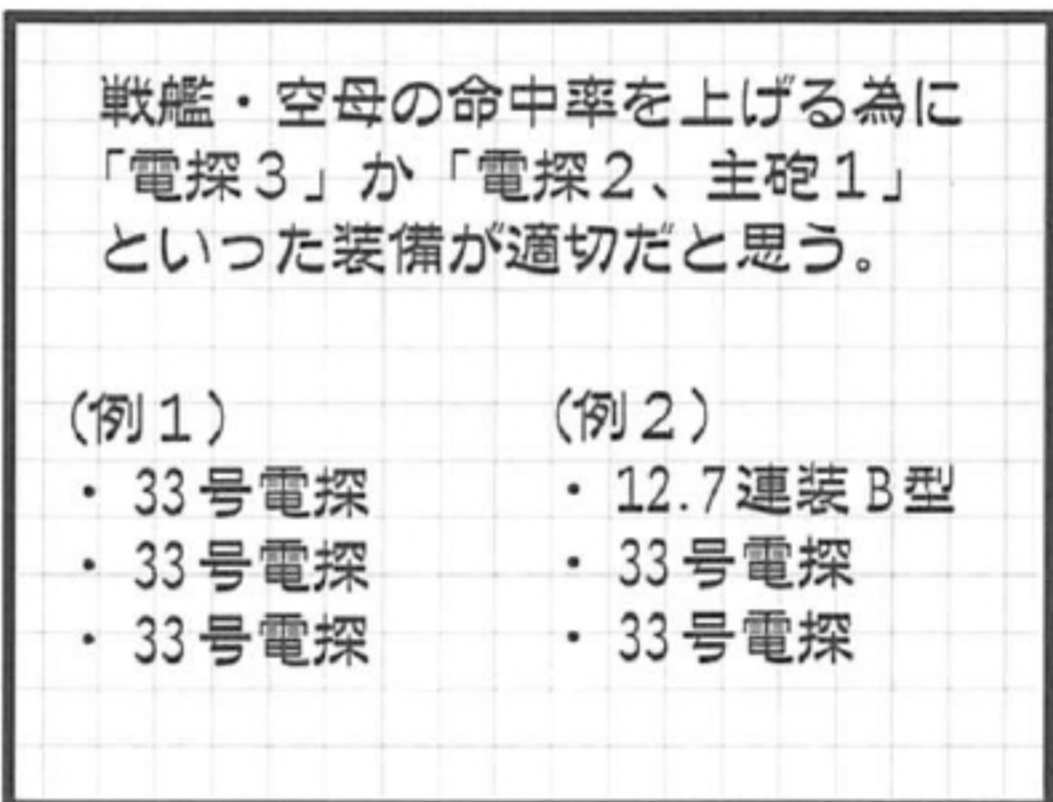 戦艦・空母の命中率を上げる為に
「電探３」か「電探２、主砲１」
といった装備が適切だと思う。
（例１）
・33号電探
・33号電探
・33号電探
（例２）
・12.7連装B型
・33号電探
・33号電探